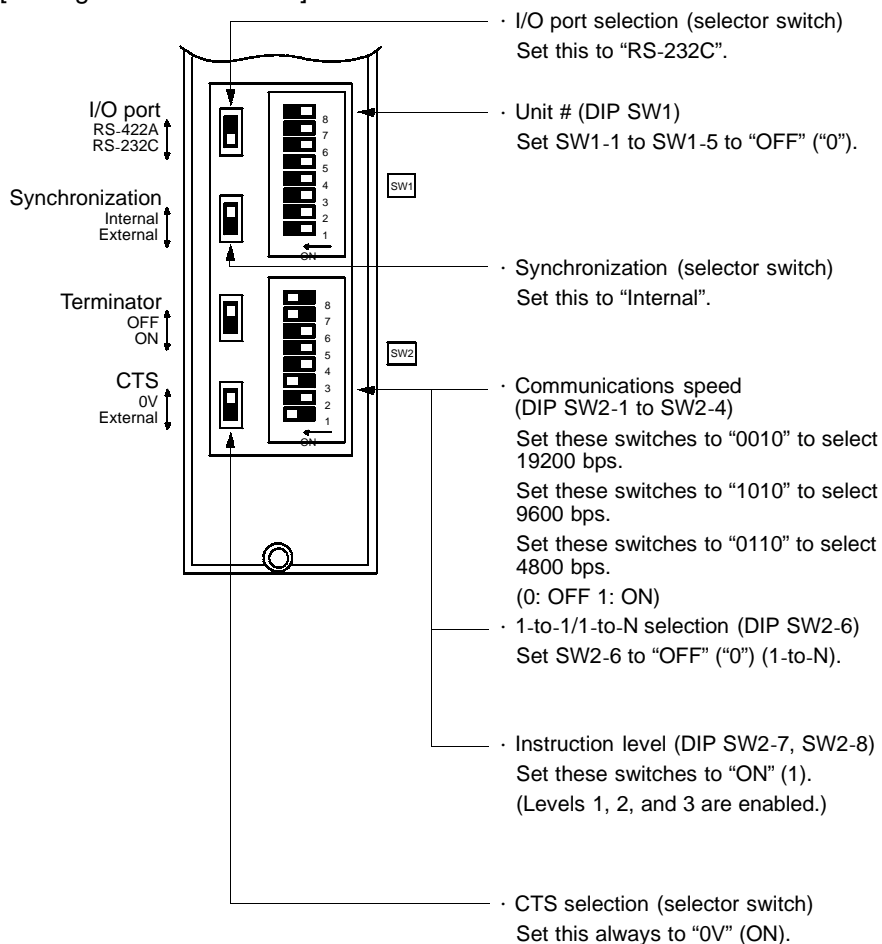 · I/O port selection (selector switch)
Set this to “RS-232C”.
I/O port
RS-422A
RS-232C
8
7
6
5
4
3
2
1
ON
SW1
· Unit # (DIP SW1)
Set SW1-1 to SW1-5 to “OFF” (“0”).
Synchronization
Internal
External
· Synchronization (selector switch)
Set this to “Internal”.
Terminator
OFF
ON
8
7
6
5
4
3
2
1
ON
SW2
CTS
0V
External
· Communications speed
(DIP SW2-1 to SW2-4)
Set these switches to “0010” to select
19200 bps.
Set these switches to “1010” to select
9600 bps.
Set these switches to “0110” to select
4800 bps.
(0: OFF 1: ON)
· 1-to-1/1-to-N selection (DIP SW2-6)
Set SW2-6 to “OFF” (“0”) (1-to-N).
· Instruction level (DIP SW2-7, SW2-8)
Set these switches to “ON” (1).
(Levels 1, 2, and 3 are enabled.)
· CTS selection (selector switch)
Set this always to “0V” (ON).